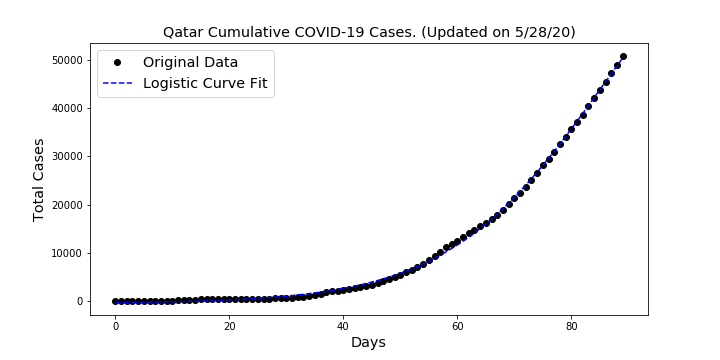 Qatar Cumulative COVID-19 Cases. (Updated on 5/28/20)
Original Data
Logistic Curve Fit
Total Cases
50000
40000
30000
20000
10000
0
0 20 40 60 80
Days